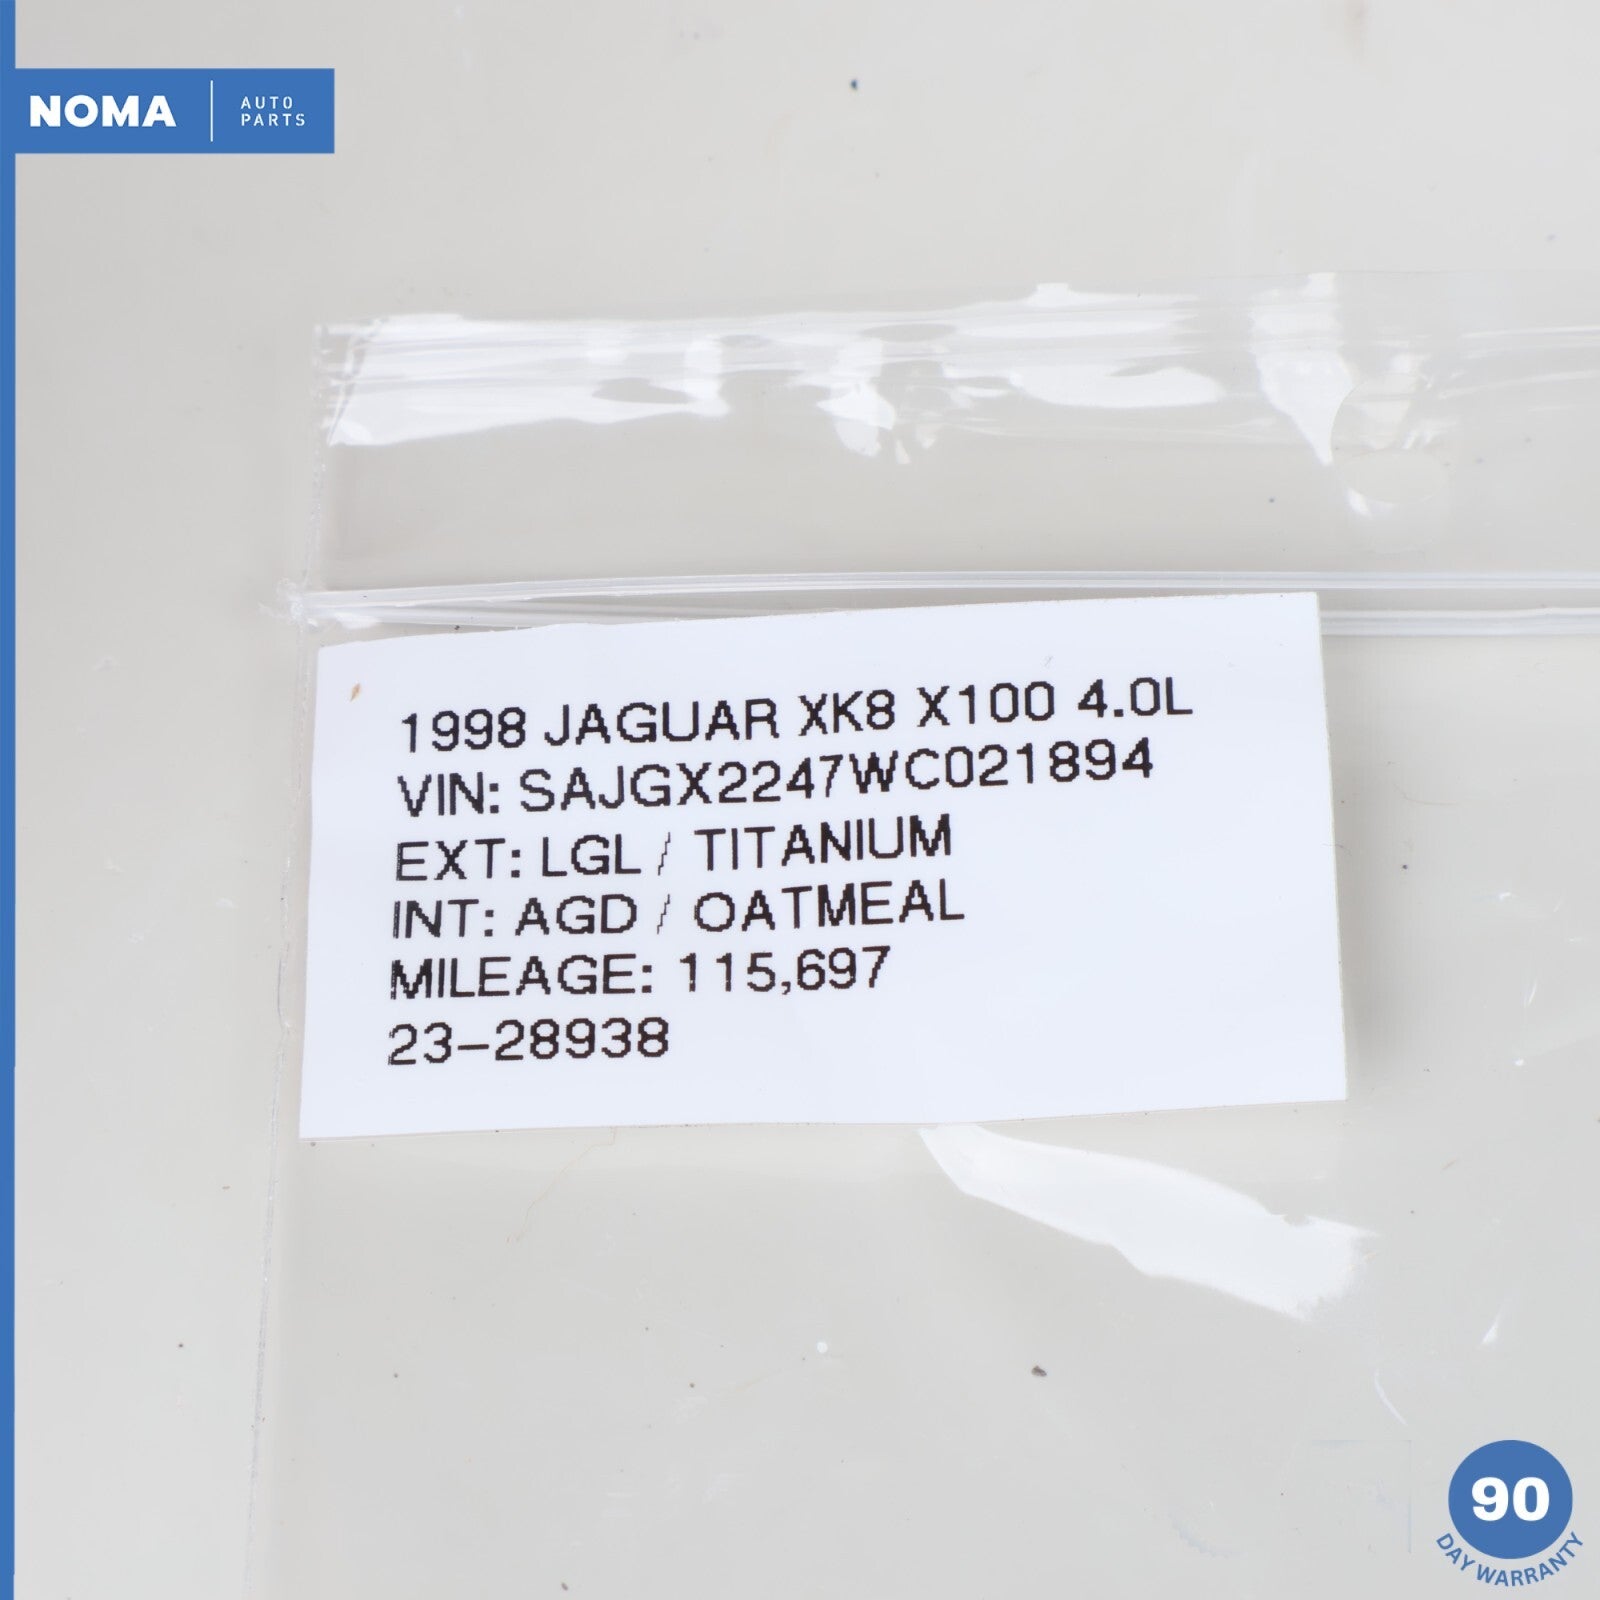 NOMA
AUTO
PARTS
1998 JAGUAR XK8 X100 4.0L
VIN: SAJGX2247WC021894
EXT: LGL / TITANIUM
INT: AGD / OATMEAL
MILEAGE: 115,697
23-28938
90
DAY WARRANTY